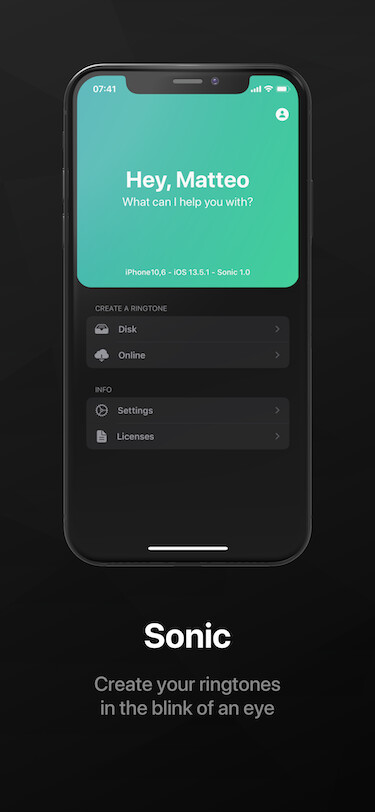 07:41
Hey, Matteo
What can I help you with?
iPhone10,6 - iOS 13.5.1 - Sonic 1.0
CREATE A RINGTONE
Disk
Online
INFO
Settings
Licenses
Sonic
Create your ringtones
in the blink of an eye